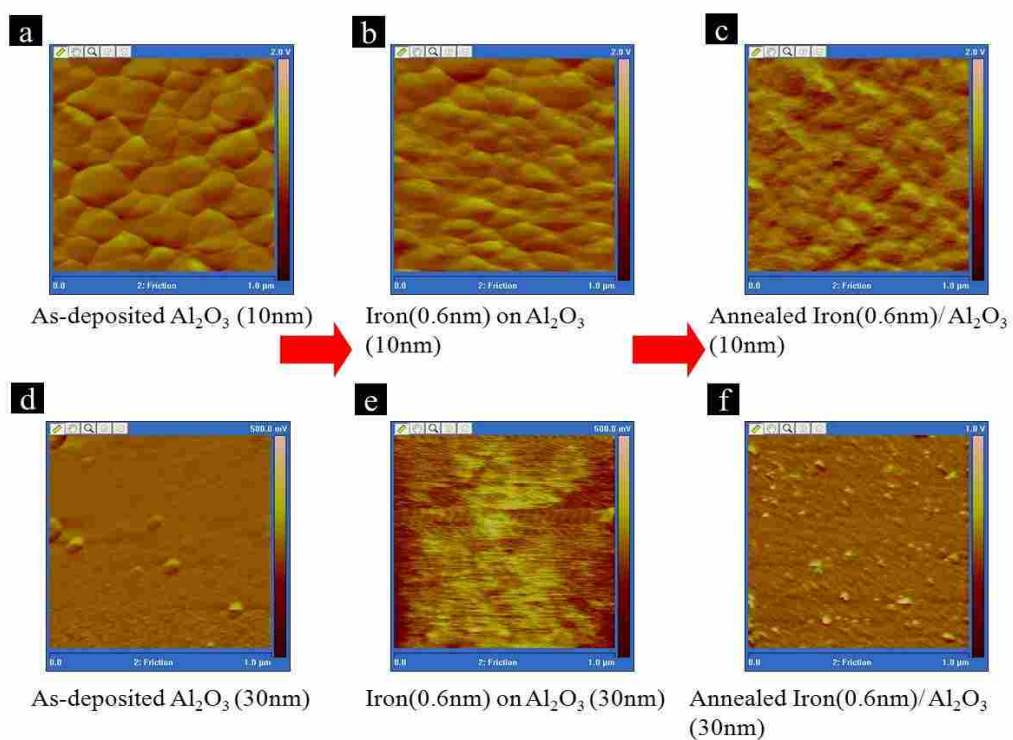 a
b
c
2.0 V
2.0 V
2.0 V
0.0 2: Friction 1.0 µm
0.0 2: Friction 1.0 µm
0.0 2: Friction 1.0 µm
As-deposited Al₂O₃ (10nm)
Iron(0.6nm) on Al₂O₃
(10nm)
Annealed Iron(0.6nm)/ Al₂O₃
(10nm)
d
e
f
500.0 mV
500.0 mV
1.0 V
0.0 2: Friction 1.0 µm
0.0 2: Friction 1.0 µm
0.0 2: Friction 1.0 µm
As-deposited Al₂O₃ (30nm)
Iron(0.6nm) on Al₂O₃ (30nm)
Annealed Iron(0.6nm)/ Al₂O₃
(30nm)